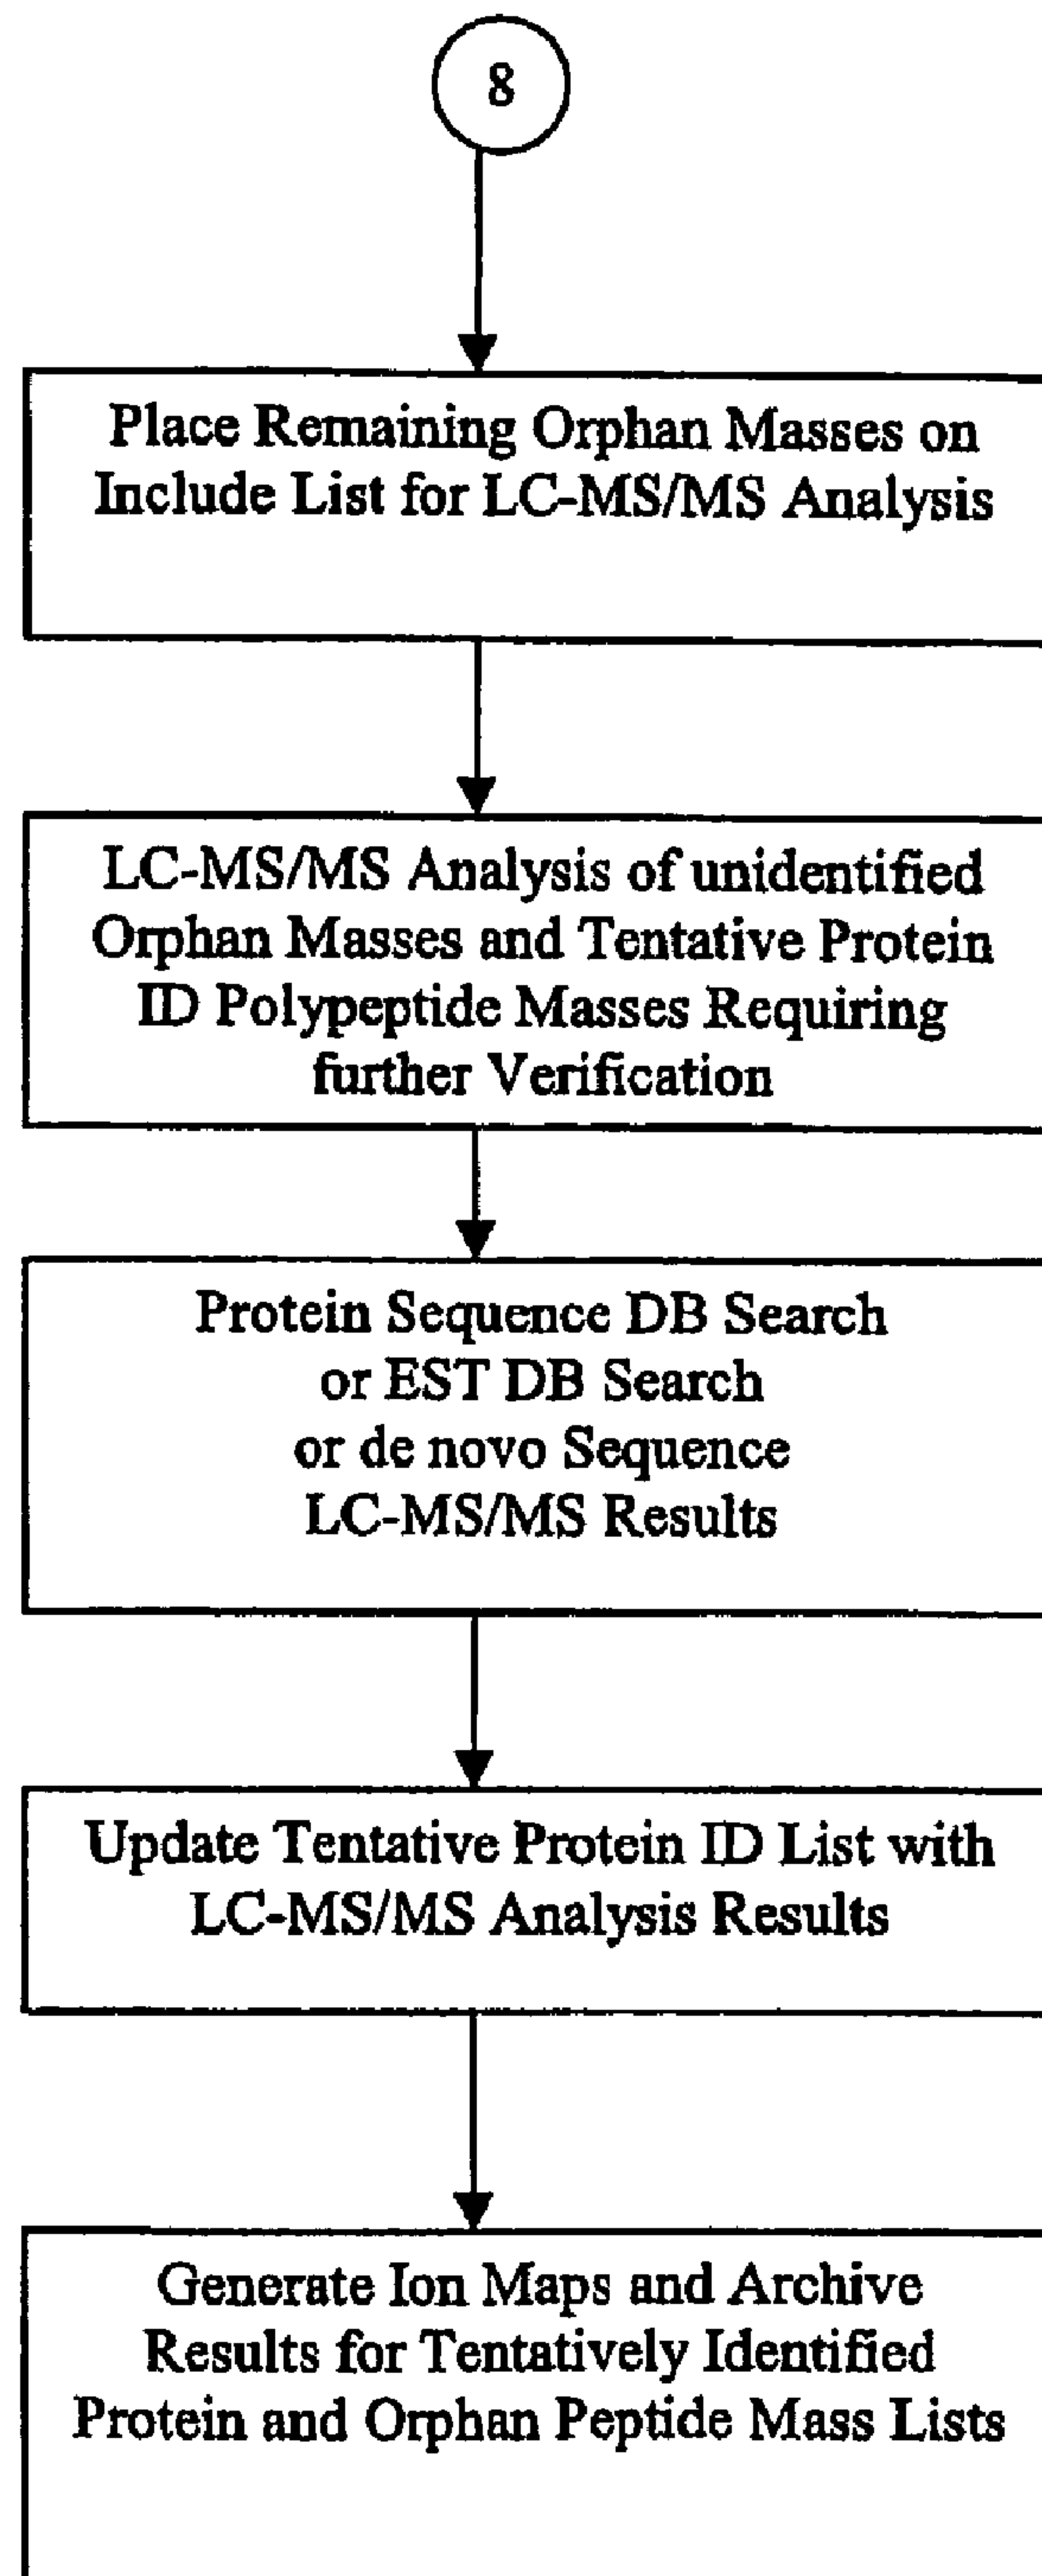 8
Place Remaining Orphan Masses on
Include List for LC-MS/MS Analysis
LC-MS/MS Analysis of unidentified
Orphan Masses and Tentative Protein
ID Polypeptide Masses Requiring
further Verification
Protein Sequence DB Search
or EST DB Search
or de novo Sequence
LC-MS/MS Results
Update Tentative Protein ID List with
LC-MS/MS Analysis Results
Generate Ion Maps and Archive
Results for Tentatively Identified
Protein and Orphan Peptide Mass Lists